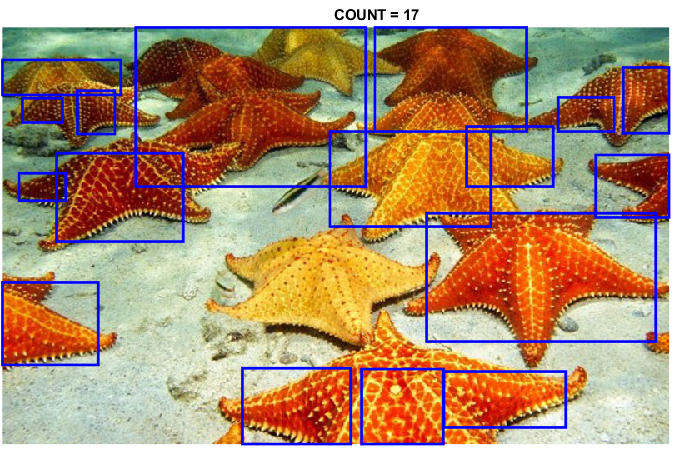 COUNT = 17